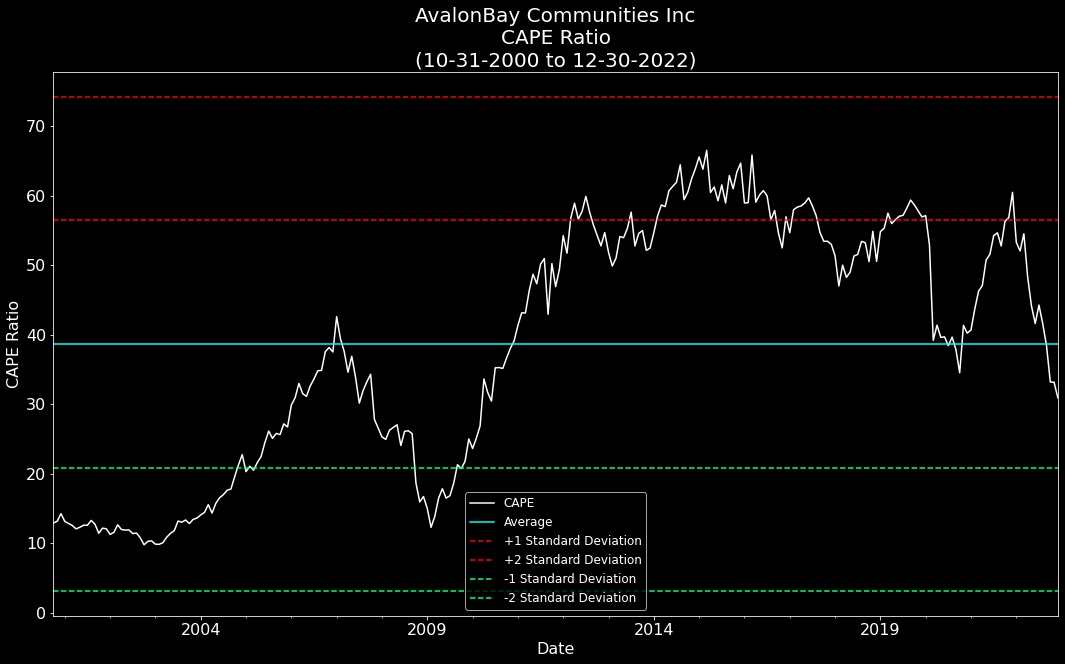 AvalonBay Communities Inc
CAPE Ratio
(10-31-2000 to 12-30-2022)
CAPE Ratio
70
60
50
40
30
20
10
0
CAPE
Average
+1 Standard Deviation
+2 Standard Deviation
-1 Standard Deviation
-2 Standard Deviation
2004
2009
2014
2019
Date